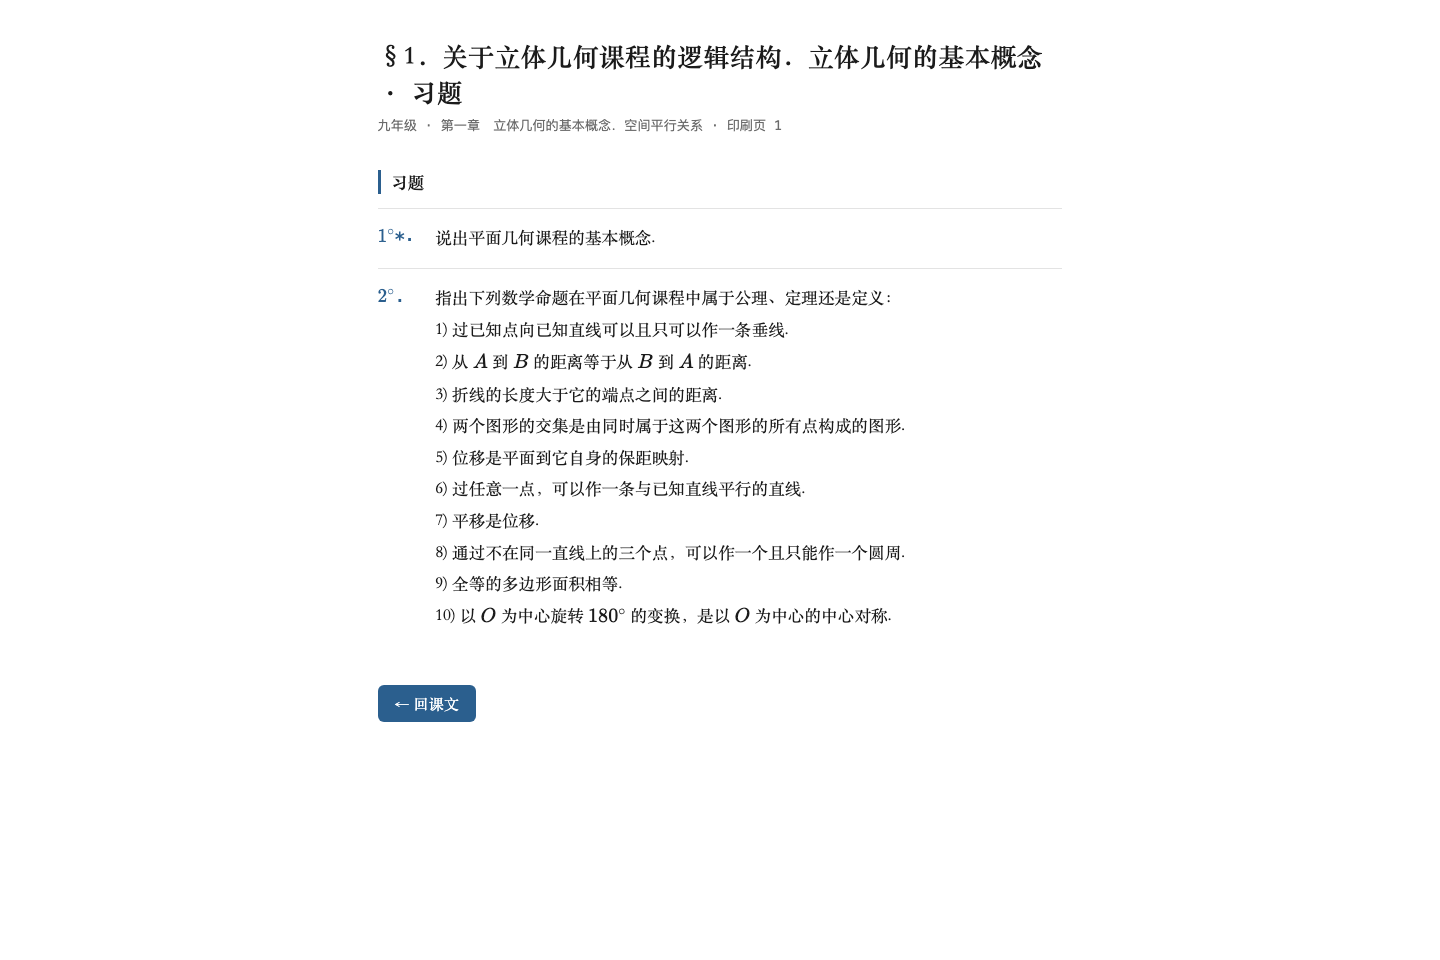 § 1．关于立体几何课程的逻辑结构．立体几何的基本概念
· 习题
九年级 · 第一章 立体几何的基本概念．空间平行关系 · 印刷页 1
习题
1°*. 说出平面几何课程的基本概念.
2°. 指出下列数学命题在平面几何课程中属于公理、定理还是定义：
1) 过已知点向已知直线可以且只可以作一条垂线.
2) 从 A 到 B 的距离等于从 B 到 A 的距离.
3) 折线的长度大于它的端点之间的距离.
4) 两个图形的交集是由同时属于这两个图形的所有点构成的图形.
5) 位移是平面到它自身的保距映射.
6) 过任意一点，可以作一条与已知直线平行的直线.
7) 平移是位移.
8) 通过不在同一直线上的三个点，可以作一个且只能作一个圆周.
9) 全等的多边形面积相等.
10) 以 O 为中心旋转 180° 的变换，是以 O 为中心的中心对称.
← 回课文